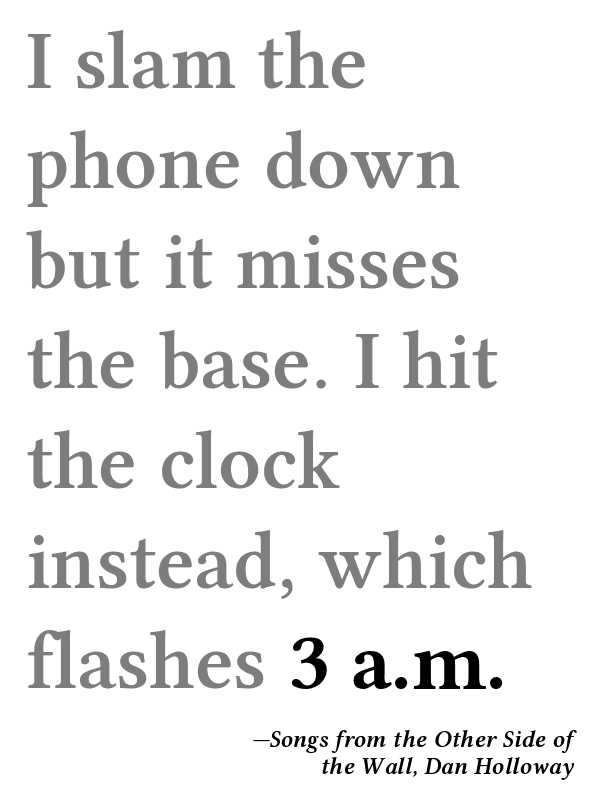 I slam the
phone down
but it misses
the base. I hit
the clock
instead, which
flashes 3 a.m.
—Songs from the Other Side of
the Wall, Dan Holloway